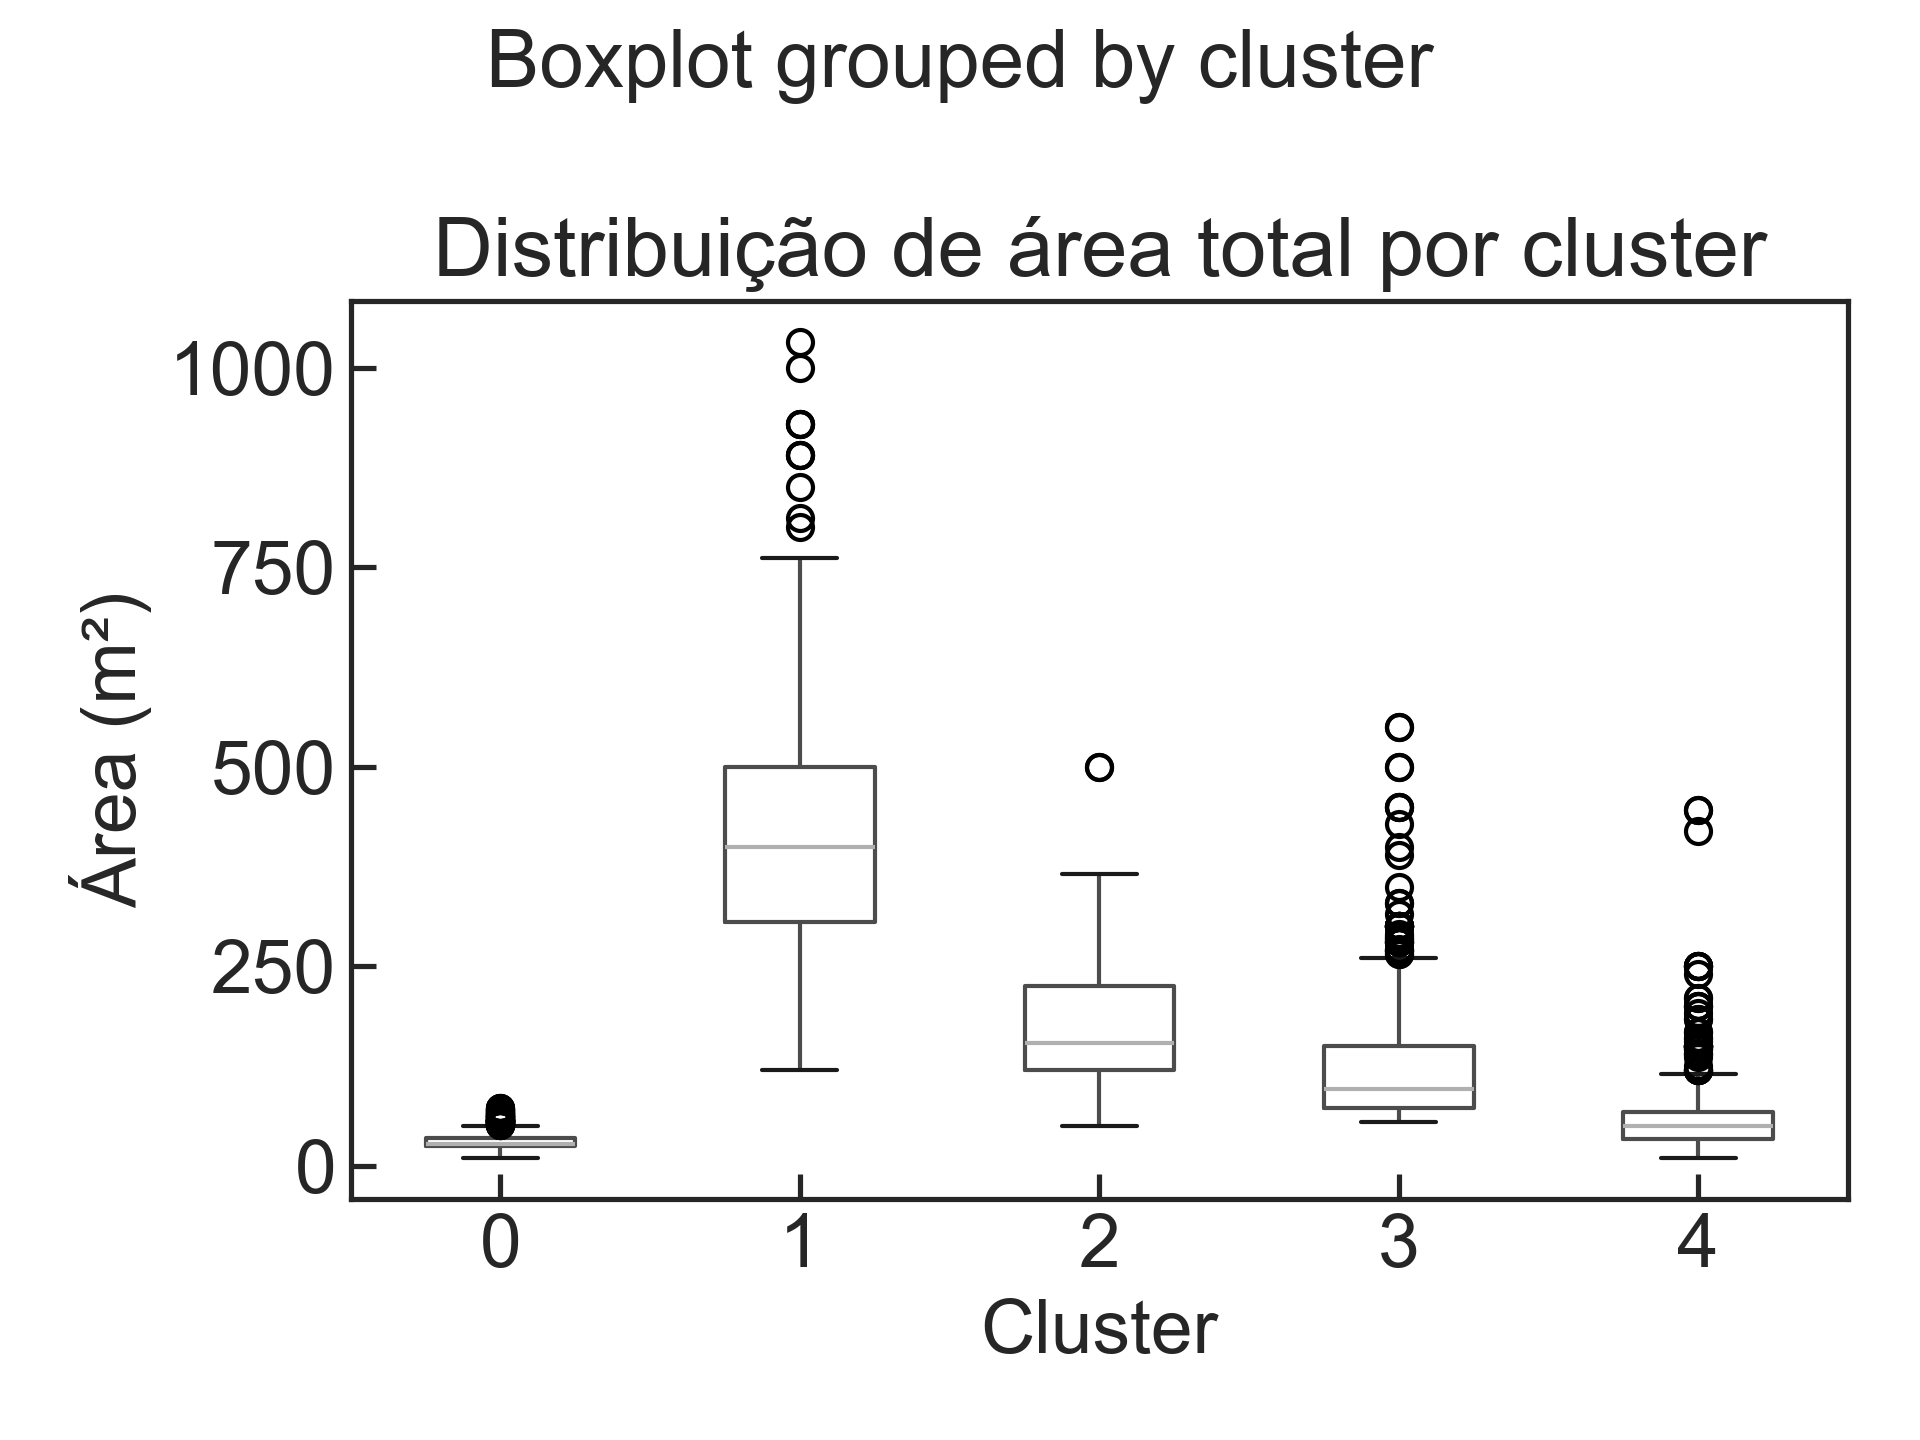 Boxplot grouped by cluster
Distribuição de área total por cluster
Área (m²)
1000
750
500
250
0
0 1 2 3 4
Cluster